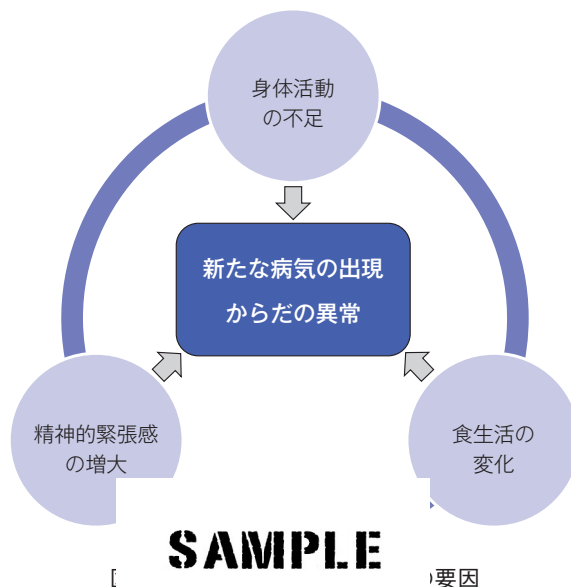 身体活動
の不足
新たな病気の出現
からだの異常
精神的緊張感
の増大
食生活の
変化
SAMPLE
の要因